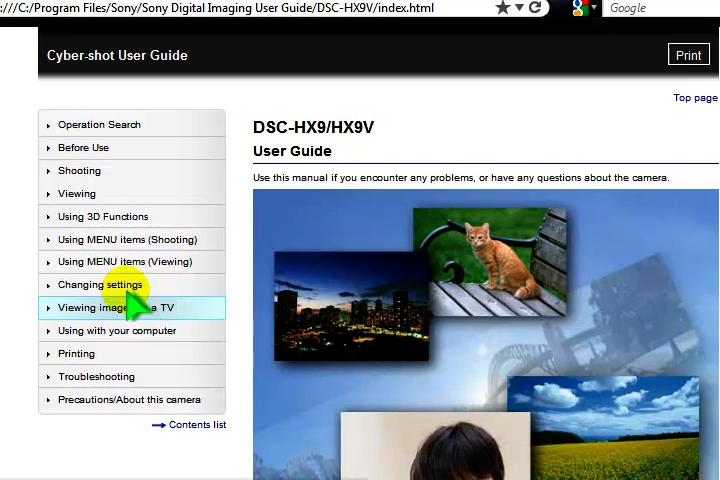 :///C:/Program Files/Sony/Sony Digital Imaging User Guide/DSC-HX9V/index.html
Google
Cyber-shot User Guide
Print
Top page
Operation Search
Before Use
Shooting
Viewing
Using 3D Functions
Using MENU items (Shooting)
Using MENU items (Viewing)
Changing settings
Viewing a TV
Using with your computer
Printing
Troubleshooting
Precautions/About this camera
Contents list
DSC-HX9/HX9V
User Guide
Use this manual if you encounter any problems, or have any questions about the camera.